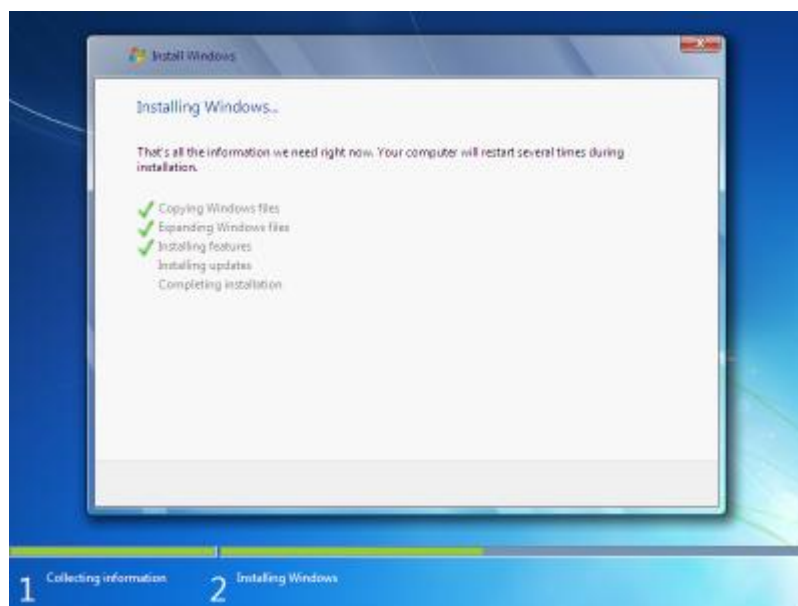 Install Windows
Installing Windows...
That's all the information we need right now. Your computer will restart several times during
installation.
Copying Windows files
Expanding Windows files
Installing features
Installing updates
Completing installation
1 Collecting information 2 Installing Windows